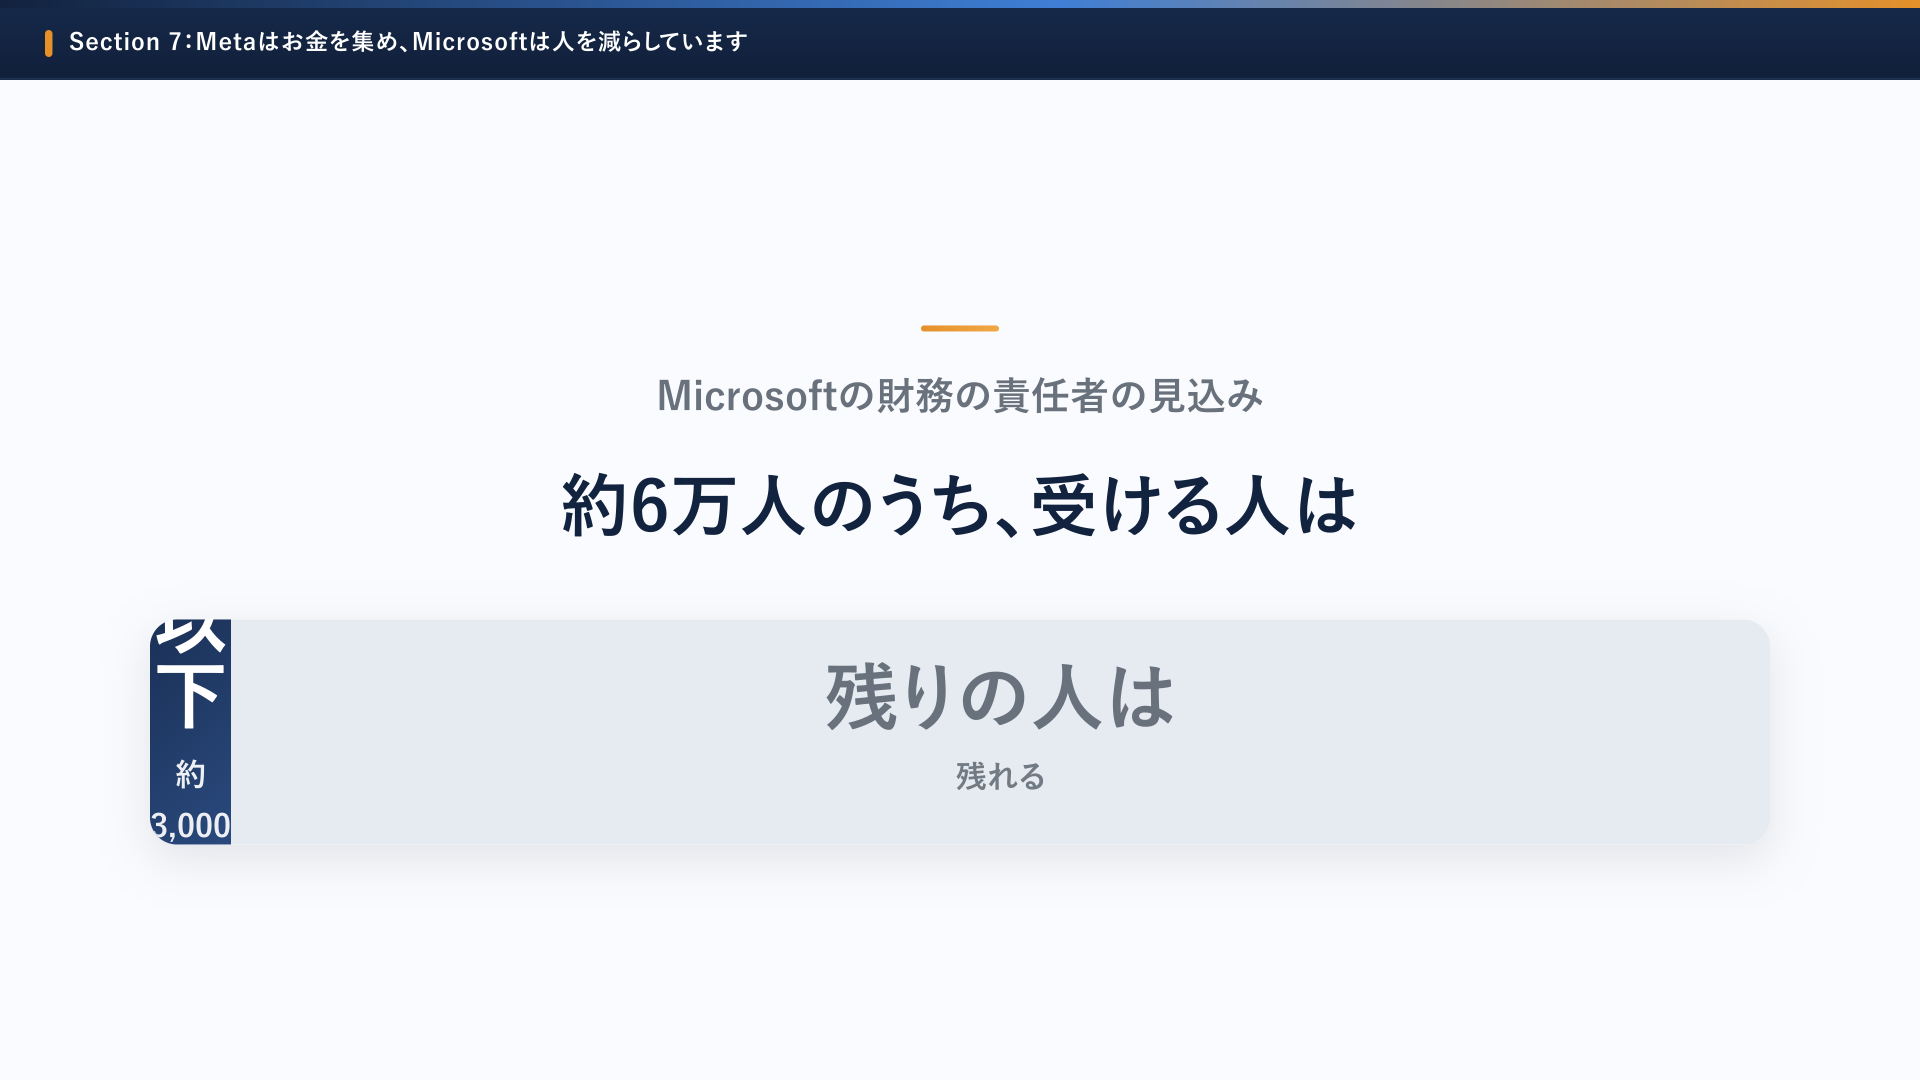 Section 7：Metaはお金を集め、Microsoftは人を減らしています
Microsoftの財務の責任者の見込み
約6万人のうち、受ける人は
以
下
約
3,000
残りの人は
残れる